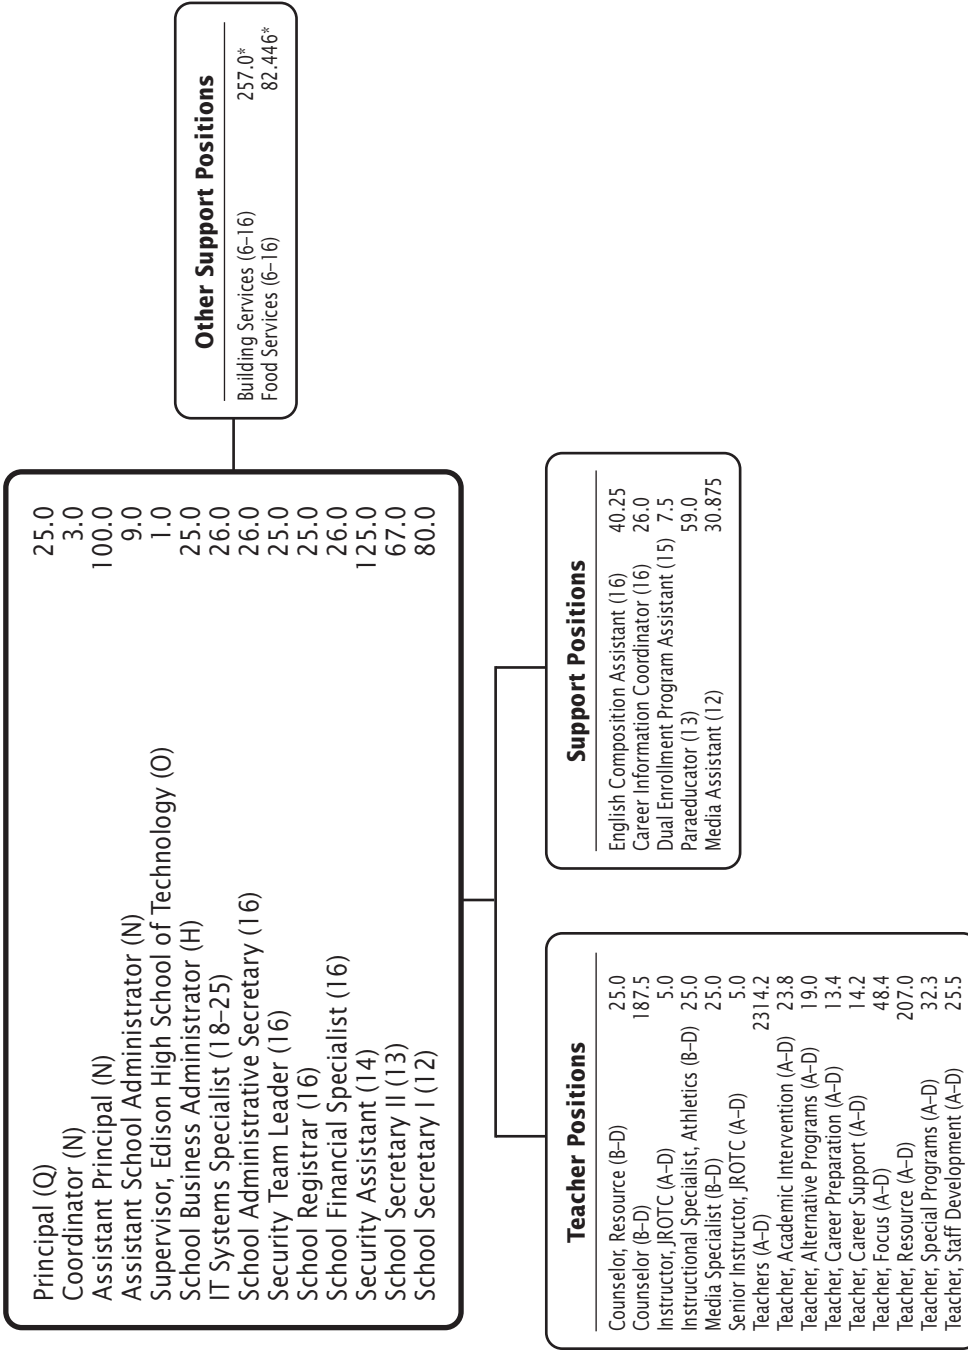 Principal (Q) 25.0
Coordinator (N) 3.0
Assistant Principal (N) 100.0
Assistant School Administrator (N) 9.0
Supervisor, Edison High School of Technology (O) 1.0
School Business Administrator (H) 25.0
IT Systems Specialist (18–25) 26.0
School Administrative Secretary (16) 26.0
Security Team Leader (16) 25.0
School Registrar (16) 25.0
School Financial Specialist (16) 26.0
Security Assistant (14) 125.0
School Secretary II (13) 67.0
School Secretary I (12) 80.0
Other Support Positions
Building Services (6–16) 257.0*
Food Services (6–16) 82.446*
Teacher Positions
Counselor, Resource (B–D) 25.0
Counselor (B–D) 187.5
Instructor, JROTC (A–D) 5.0
Instructional Specialist, Athletics (B–D) 25.0
Media Specialist (B–D) 25.0
Senior Instructor, JROTC (A–D) 5.0
Teachers (A–D) 2314.2
Teacher, Academic Intervention (A–D) 23.8
Teacher, Alternative Programs (A–D) 19.0
Teacher, Career Preparation (A–D) 13.4
Teacher, Career Support (A–D) 14.2
Teacher, Focus (A–D) 48.4
Teacher, Resource (A–D) 207.0
Teacher, Special Programs (A–D) 32.3
Teacher, Staff Development (A–D) 25.5
Support Positions
English Composition Assistant (16) 40.25
Career Information Coordinator (16) 26.0
Dual Enrollment Program Assistant (15) 7.5
Paraeducator (13) 59.0
Media Assistant (12) 30.875